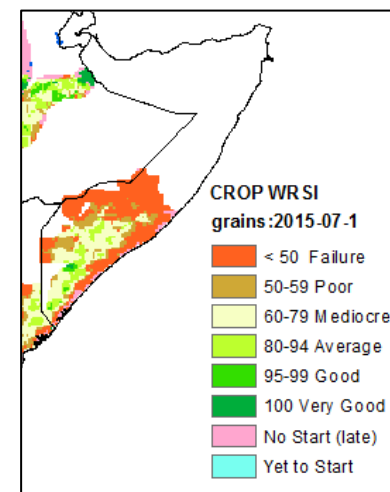 CROP WRSI
grains:2015-07-1
< 50 Failure
50-59 Poor
60-79 Mediocre
80-94 Average
95-99 Good
100 Very Good
No Start (late)
Yet to Start